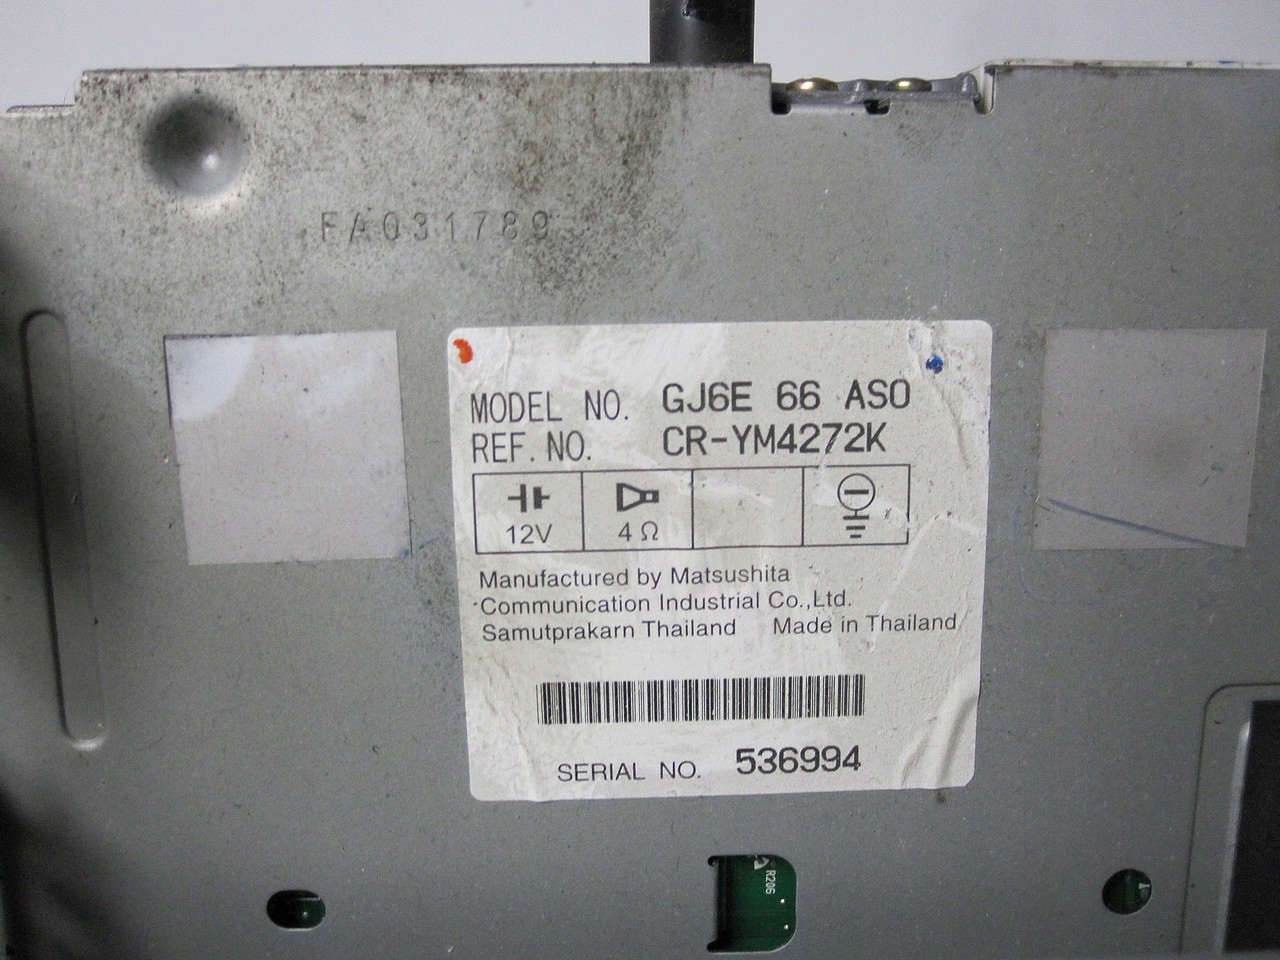 FA031789
MODEL NO. GJ6E 66 AS0
REF. NO. CR-YM4272K
12V 4 Ω
Manufactured by Matsushita
Communication Industrial Co.,Ltd.
Samutprakarn Thailand Made in Thailand
SERIAL NO. 536994
R206